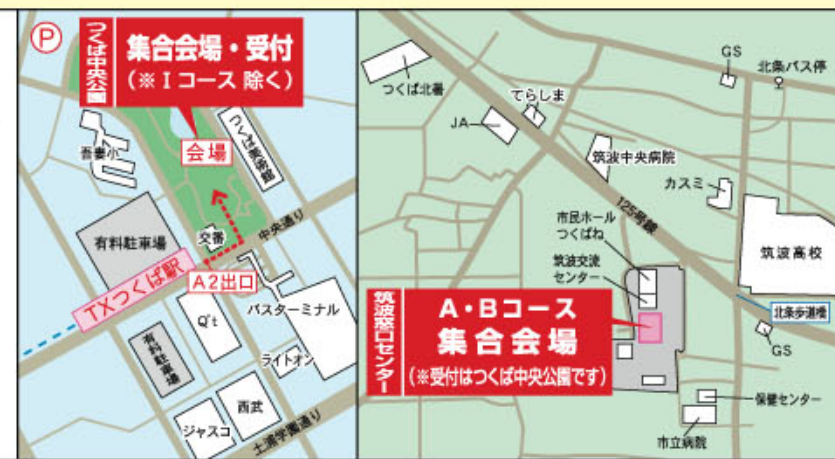 P
つくば中央公園
集合会場・受付
(※Iコース 除く)
吾妻小
会場
つくば美術館
有料駐車場
交番
中央通り
TXつくば駅
A2出口
バスターミナル
Q't
有料駐車場
ライトオン
西武
ジャスコ
土浦学園通り
つくば北署
てらしま
GS
北条バス停
JA
筑波中央病院
カスミ
125号線
市民ホール
つくばね
筑波交流
センター
筑波高校
筑波窓口センター
A・Bコース
集合会場
(※受付はつくば中央公園です)
北条歩道橋
GS
保健センター
市立病院